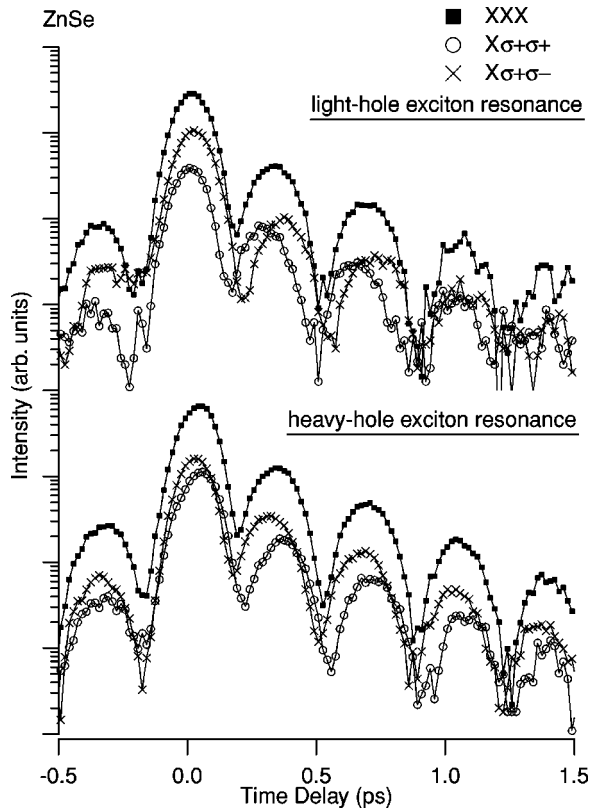 ZnSe
XXX
Xσ+σ+
Xσ+σ−
light-hole exciton resonance
heavy-hole exciton resonance
Intensity (arb. units)
-0.5 0.0 0.5 1.0 1.5
Time Delay (ps)